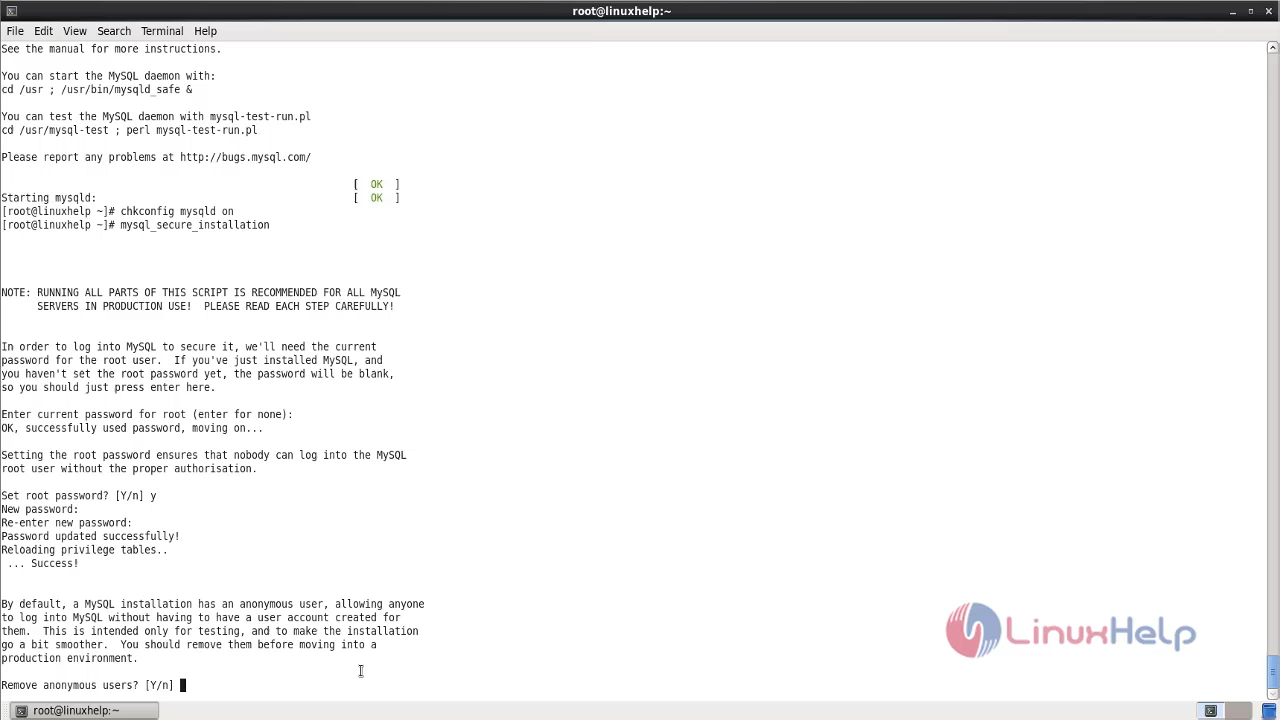 root@linuxhelp:~
File Edit View Search Terminal Help
See the manual for more instructions.
You can start the MySQL daemon with:
cd /usr ; /usr/bin/mysqld_safe &
You can test the MySQL daemon with mysql-test-run.pl
cd /usr/mysql-test ; perl mysql-test-run.pl
Please report any problems at http://bugs.mysql.com/
[  OK  ]
Starting mysqld: [  OK  ]
[root@linuxhelp ~]# chkconfig mysqld on
[root@linuxhelp ~]# mysql_secure_installation
NOTE: RUNNING ALL PARTS OF THIS SCRIPT IS RECOMMENDED FOR ALL MySQL
SERVERS IN PRODUCTION USE!  PLEASE READ EACH STEP CAREFULLY!
In order to log into MySQL to secure it, we'll need the current
password for the root user.  If you've just installed MySQL, and
you haven't set the root password yet, the password will be blank,
so you should just press enter here.
Enter current password for root (enter for none):
OK, successfully used password, moving on...
Setting the root password ensures that nobody can log into the MySQL
root user without the proper authorisation.
Set root password? [Y/n] y
New password:
Re-enter new password:
Password updated successfully!
Reloading privilege tables..
... Success!
By default, a MySQL installation has an anonymous user, allowing anyone
to log into MySQL without having to have a user account created for
them.  This is intended only for testing, and to make the installation
go a bit smoother.  You should remove them before moving into a
production environment.
Remove anonymous users? [Y/n]
LinuxHelp
root@linuxhelp:~